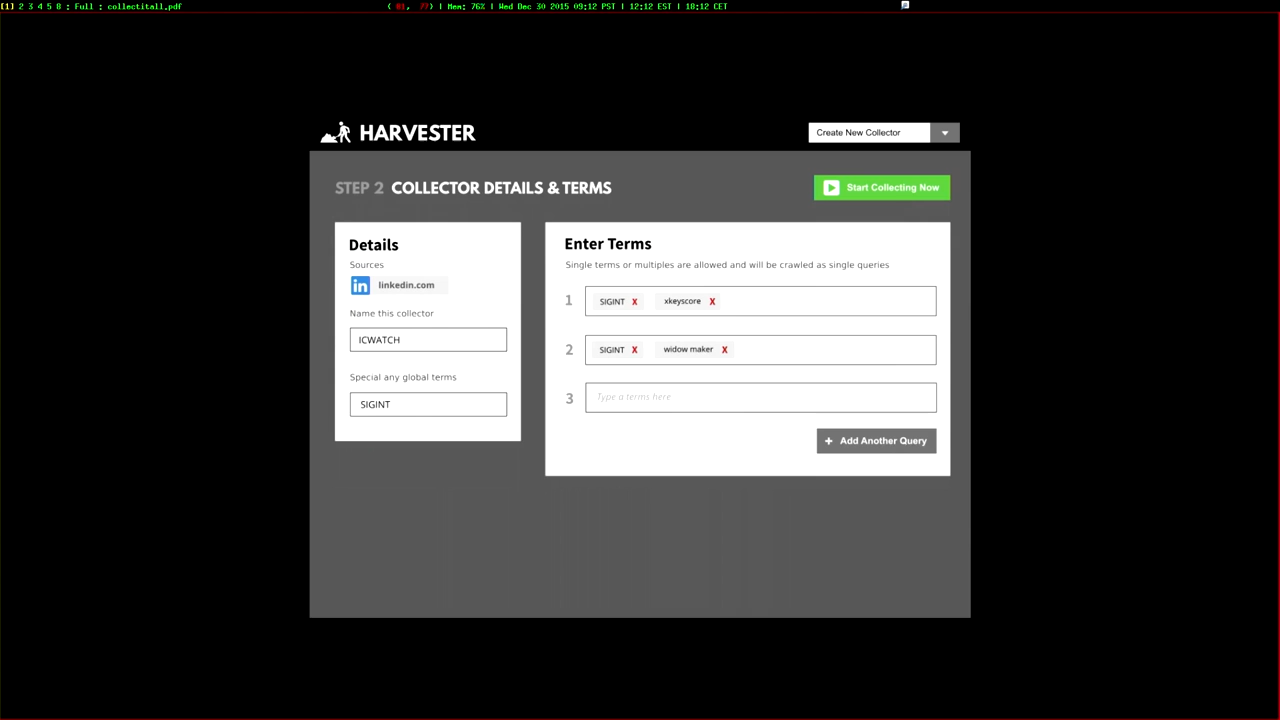 [1] 2 3 4 5 8 : Full : collectitall.pdf ( 81, 77) | Mem: 76% | Wed Dec 30 2015 09:12 PST | 12:12 EST | 18:12 CET
HARVESTER
Create New Collector
STEP 2 COLLECTOR DETAILS & TERMS
Start Collecting Now
Details
Sources
in linkedin.com
Name this collector
ICWATCH
Special any global terms
SIGINT
Enter Terms
Single terms or multiples are allowed and will be crawled as single queries
1 SIGINT X xkeyscore X
2 SIGINT X widow maker X
3 Type a terms here
+ Add Another Query